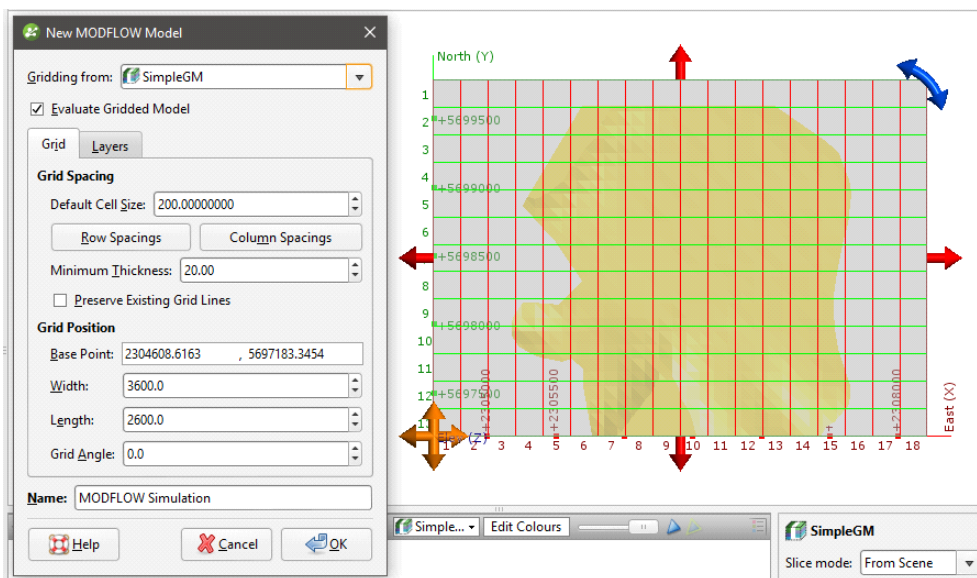 New MODFLOW Model
Gridding from: SimpleGM
Evaluate Gridded Model
Grid Layers
Grid Spacing
Default Cell Size: 200.00000000
Row Spacings Column Spacings
Minimum Thickness: 20.00
Preserve Existing Grid Lines
Grid Position
Base Point: 2304608.6163 , 5697183.3454
Width: 3600.0
Length: 2600.0
Grid Angle: 0.0
Name: MODFLOW Simulation
Help Cancel OK
North (Y)
1
2 +5699500
3
4 +5699000
5
6
+5698500
8
9 +5698000
10
11
12 +5697500
13
+2305000
+2305500
+2308000
East (X)
(Z)
1 2 3 4 5 6 7 8 9 10 11 12 13 14 15 16 17 18
Simple... Edit Colours
SimpleGM
Slice mode: From Scene